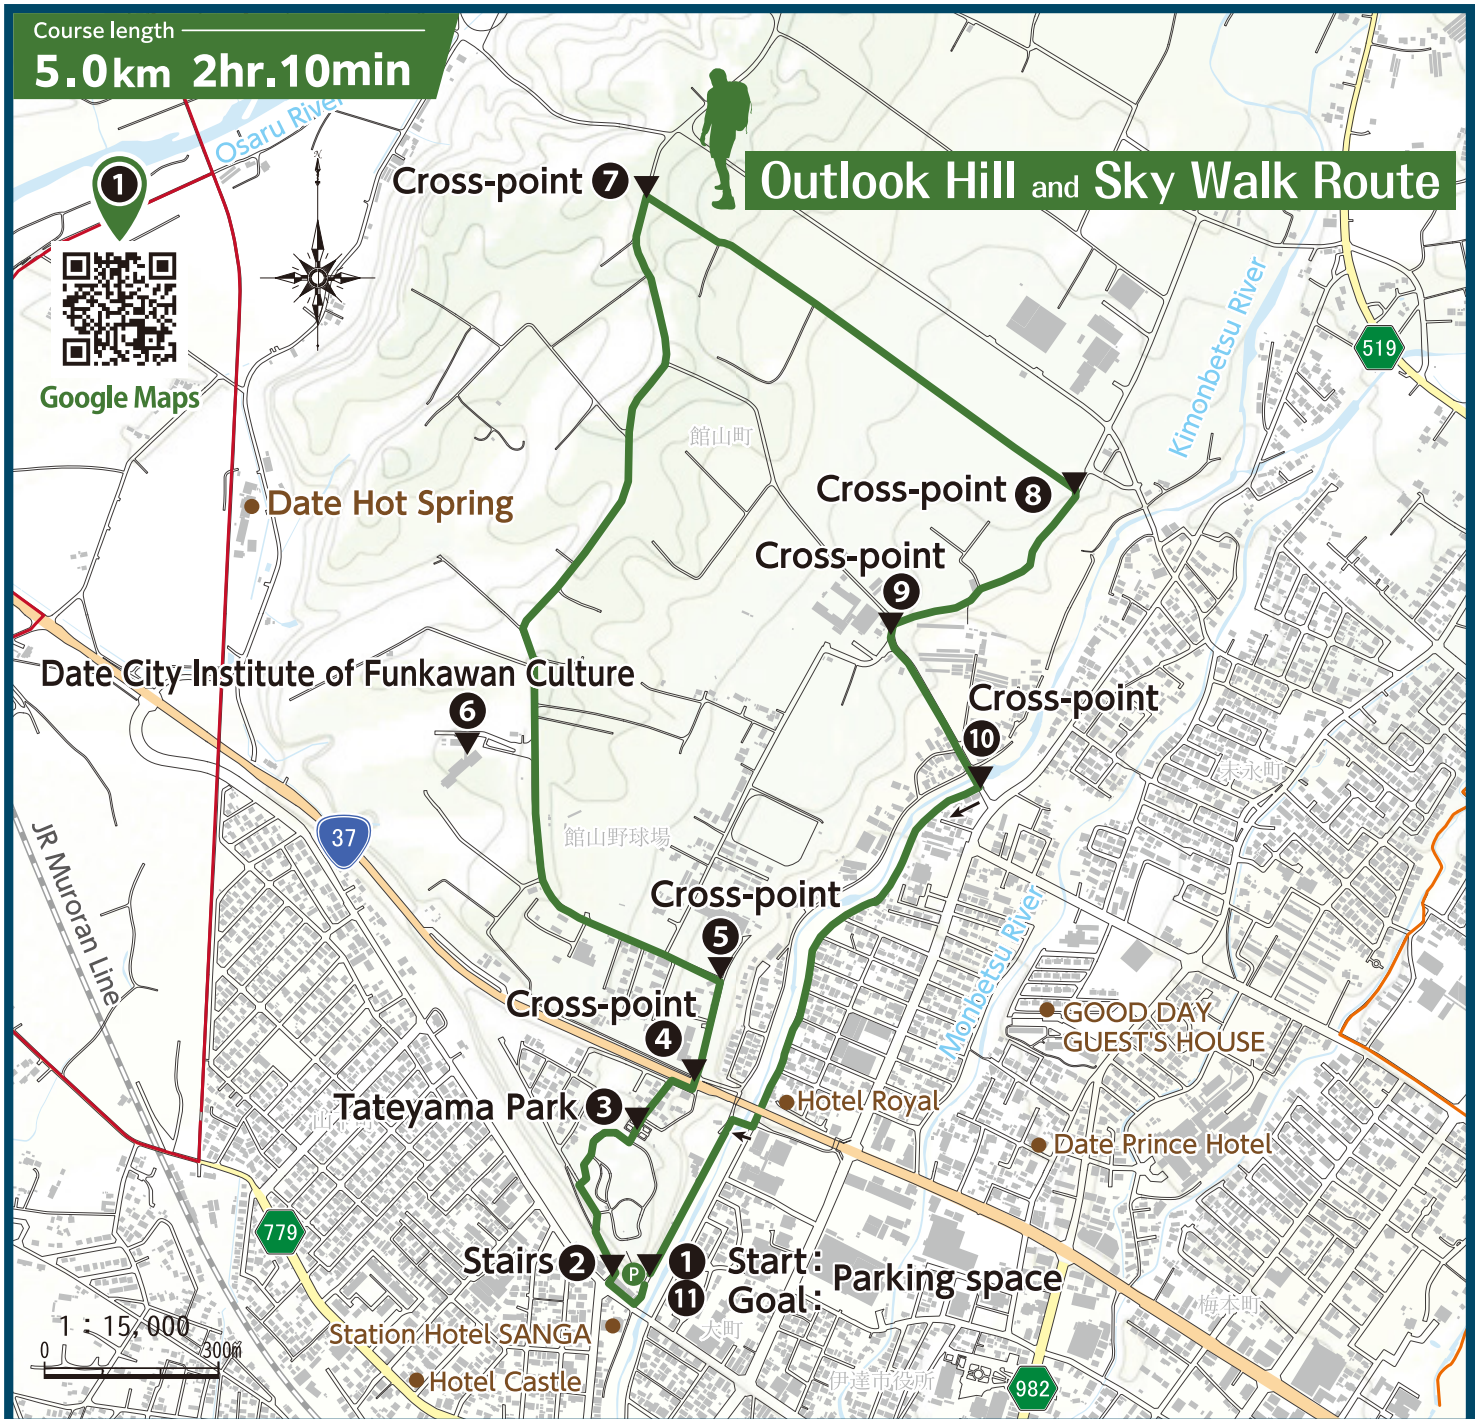 Course length
5.0km 2hr.10min
Osaru River
N
1
Google Maps
Cross-point 7
Outlook Hill and Sky Walk Route
Kimonbetsu River
519
館山町
Date Hot Spring
Cross-point 8
Cross-point
9
Date City Institute of Funkawan Culture
6
Cross-point
10
末永町
37
館山野球場
JR Muroran Line
Cross-point
5
Monbetsu River
Cross-point
4
GOOD DAY
GUEST'S HOUSE
Tateyama Park 3
Hotel Royal
Date Prince Hotel
779
Stairs 2
P
1 Start:
11 Goal:
Parking space
梅本町
大町
Station Hotel SANGA
1:15,000
0 300m
Hotel Castle
伊達市役所
982